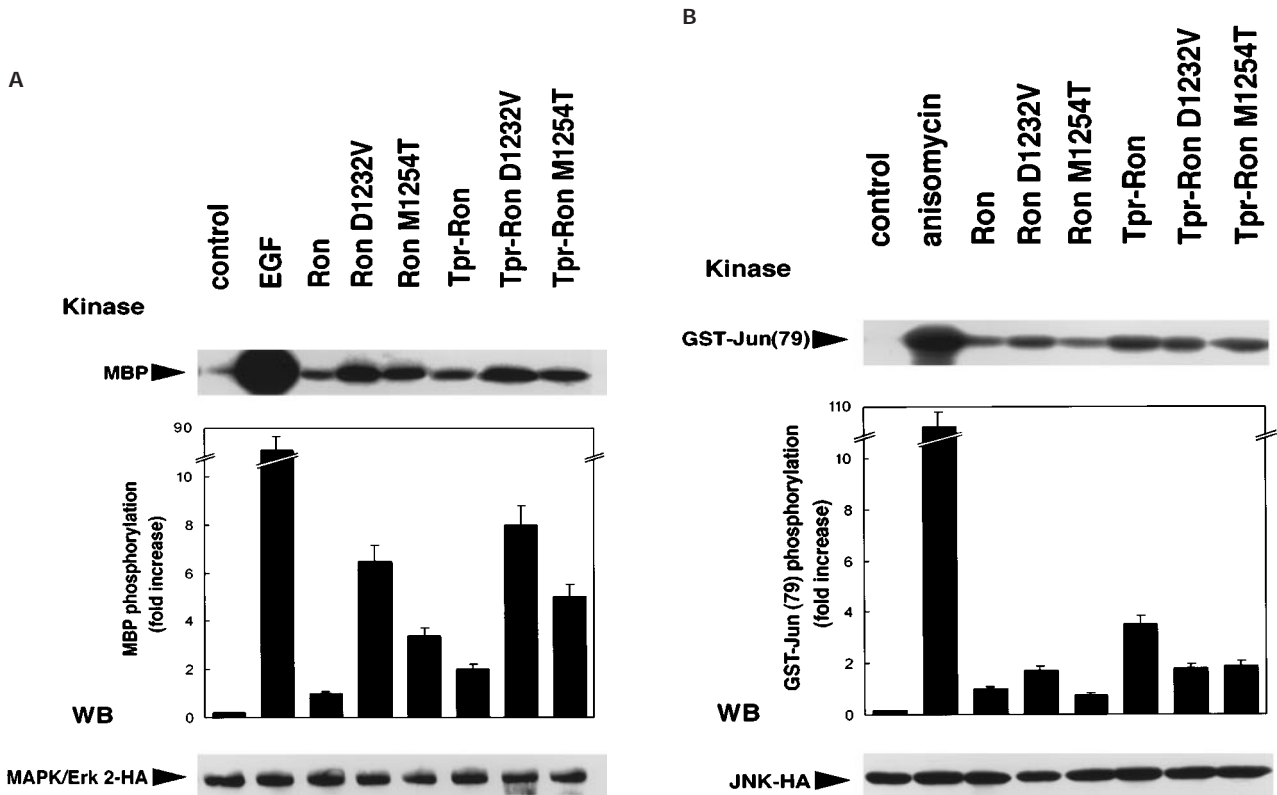 A
control
EGF
Ron
Ron D1232V
Ron M1254T
Tpr-Ron
Tpr-Ron D1232V
Tpr-Ron M1254T
Kinase
MBP
MBP phosphorylation
(fold increase)
90
10
8
6
4
2
0
WB
MAPK/Erk 2-HA
B
control
anisomycin
Ron
Ron D1232V
Ron M1254T
Tpr-Ron
Tpr-Ron D1232V
Tpr-Ron M1254T
Kinase
GST-Jun(79)
GST-Jun (79) phosphorylation
(fold increase)
110
10
8
6
4
2
0
WB
JNK-HA